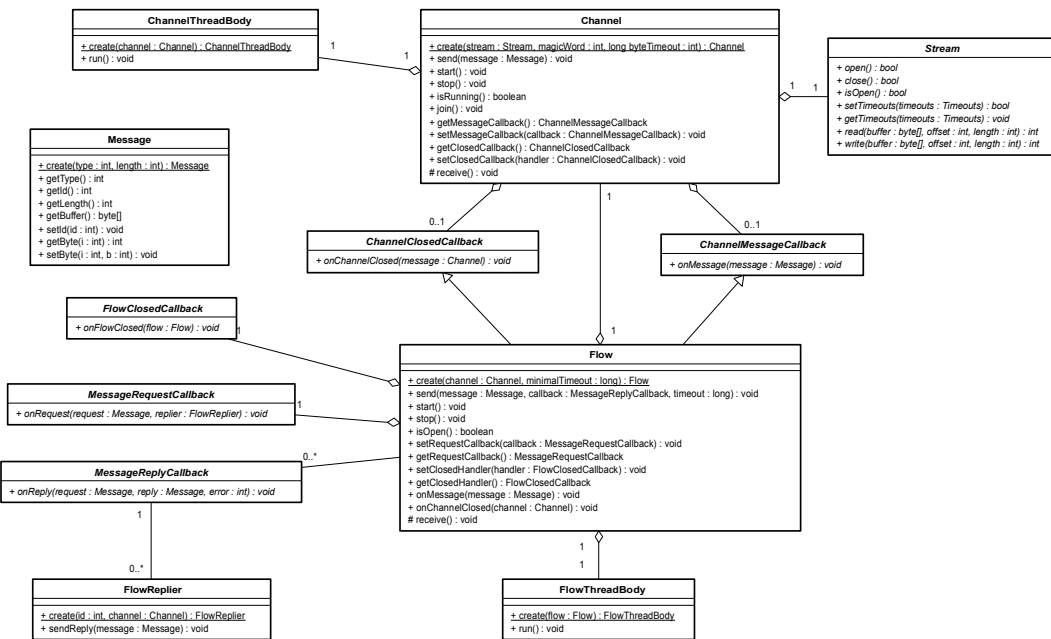 ChannelThreadBody
+ create(channel : Channel) : ChannelThreadBody
+ run() : void
1
1
Channel
+ create(stream : Stream, magicWord : int, long byteTimeout : int) : Channel
+ send(message : Message) : void
+ start() : void
+ stop() : void
+ isRunning() : boolean
+ join() : void
+ getMessageCallback() : ChannelMessageCallback
+ setMessageCallback(callback : ChannelMessageCallback) : void
+ getClosedCallback() : ChannelClosedCallback
+ setClosedCallback(handler : ChannelClosedCallback) : void
# receive() : void
1
1
Stream
+ open() : bool
+ close() : bool
+ isOpen() : bool
+ setTimeouts(timeouts : Timeouts) : bool
+ getTimeouts(timeouts : Timeouts) : void
+ read(buffer : byte[], offset : int, length : int) : int
+ write(buffer : byte[], offset : int, length : int) : int
Message
+ create(type : int, length : int) : Message
+ getType() : int
+ getId() : int
+ getLength() : int
+ getBuffer() : byte[]
+ setId(id : int) : void
+ getByte(i : int) : int
+ setByte(i : int, b : int) : void
0..1
1
0..1
ChannelClosedCallback
+ onChannelClosed(message : Channel) : void
ChannelMessageCallback
+ onMessage(message : Message) : void
FlowClosedCallback
+ onFlowClosed(flow : Flow) : void
1
1
Flow
+ create(channel : Channel, minimalTimeout : long) : Flow
+ send(message : Message, callback : MessageReplyCallback, timeout : long) : void
+ start() : void
+ stop() : void
+ isOpen() : boolean
+ setRequestCallback(callback : MessageRequestCallback) : void
+ getRequestCallback() : MessageRequestCallback
+ setClosedHandler(handler : FlowClosedCallback) : void
+ getClosedHandler() : FlowClosedCallback
+ onMessage(message : Message) : void
+ onChannelClosed(channel : Channel) : void
# receive() : void
MessageRequestCallback
+ onRequest(request : Message, replier : FlowReplier) : void
1
0..*
MessageReplyCallback
+ onReply(request : Message, reply : Message, error : int) : void
1
0..*
1
1
FlowReplier
+ create(id : int, channel : Channel) : FlowReplier
+ sendReply(message : Message) : void
FlowThreadBody
+ create(flow : Flow) : FlowThreadBody
+ run() : void